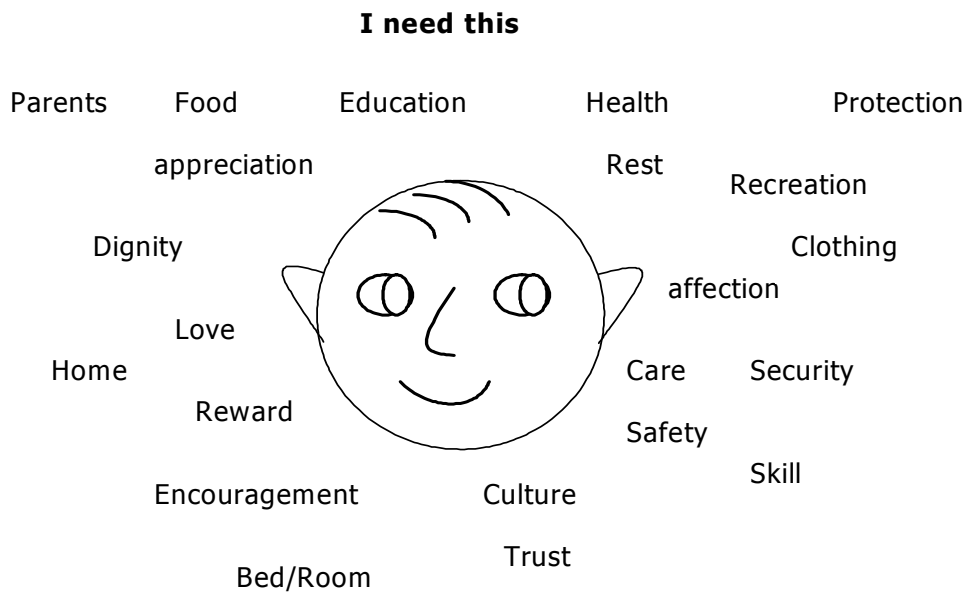 I need this
Parents Food Education Health Protection
appreciation Rest
Recreation
Dignity Clothing
affection
Love
Home Care Security
Reward
Safety
Skill
Encouragement Culture
Trust
Bed/Room